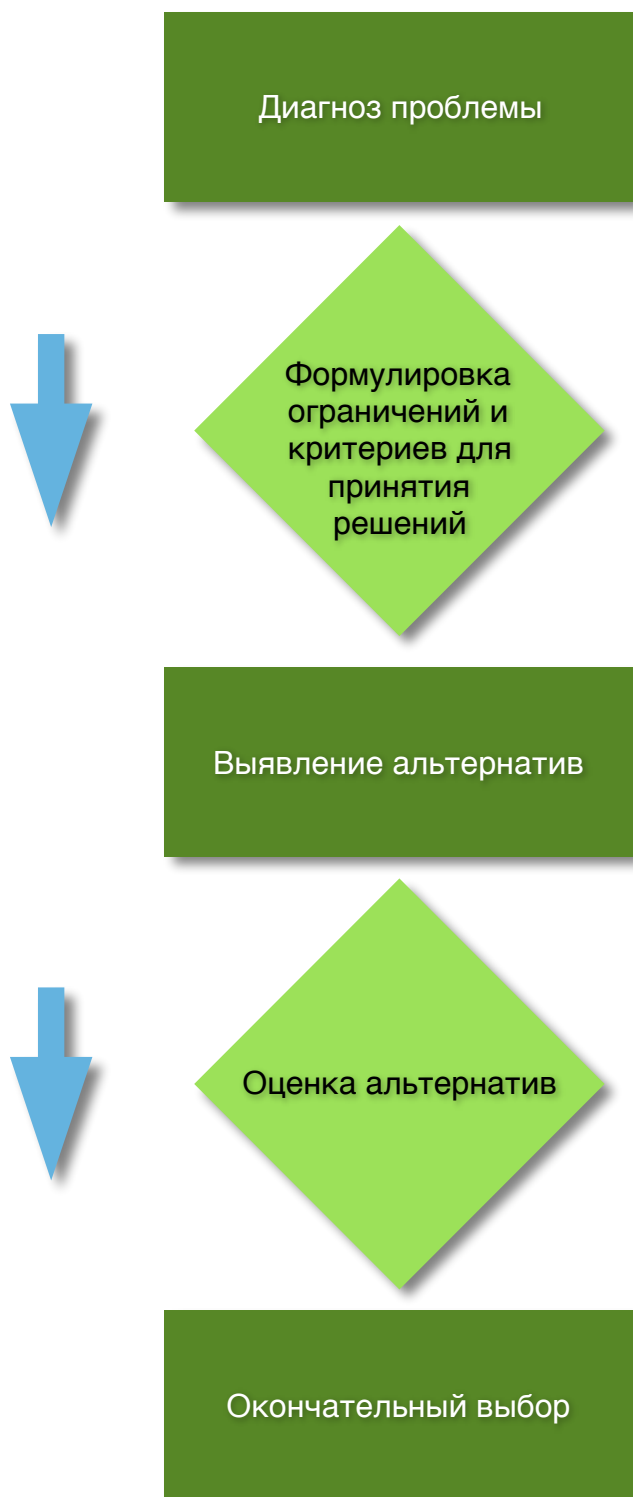 Диагноз проблемы
Формулировка
ограничений и
критериев для
принятия
решений
Выявление альтернатив
Оценка альтернатив
Окончательный выбор